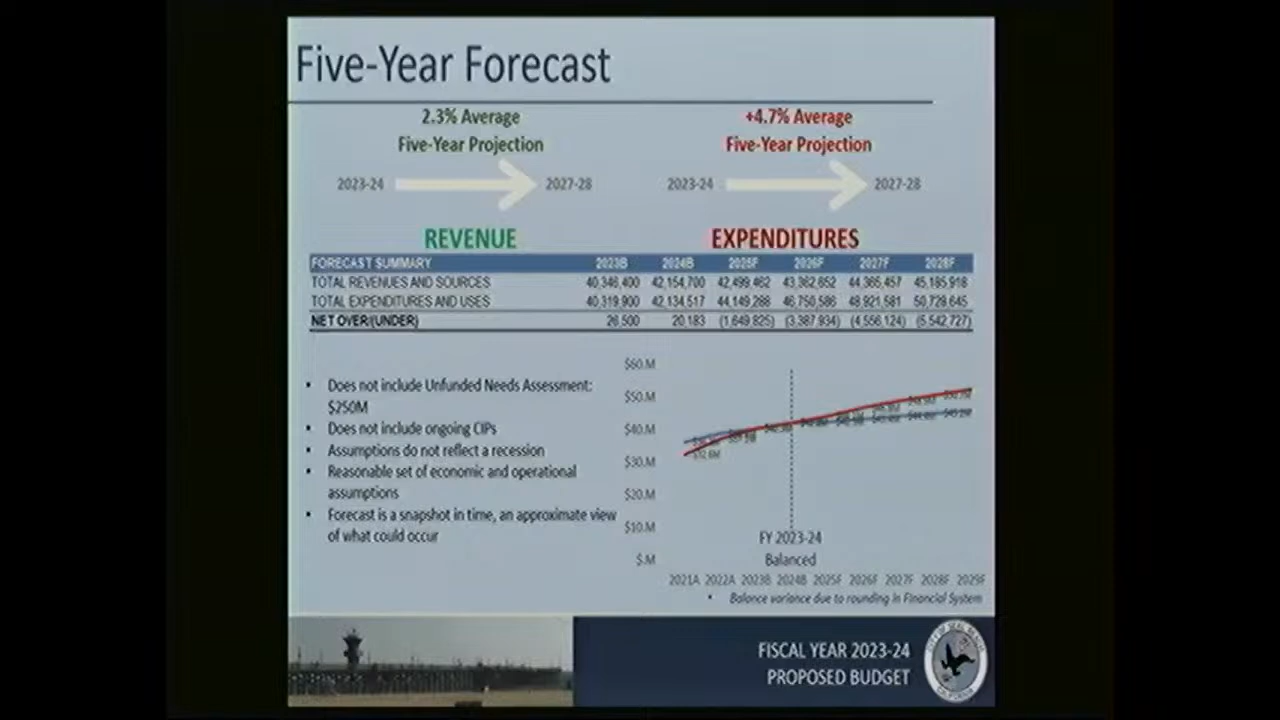 Five-Year Forecast
2.3% Average
Five-Year Projection
2023-24
2027-28
+4.7% Average
Five-Year Projection
2023-24
2027-28
REVENUE
EXPENDITURES
FORECAST SUMMARY 2023B 2024B 2025F 2026F 2027F 2028F
TOTAL REVENUES AND SOURCES 40,346,400 42,154,700 42,499,462 43,362,652 44,365,457 45,185,918
TOTAL EXPENDITURES AND USES 40,319,900 42,134,517 44,149,288 46,750,586 48,921,581 50,728,645
NET OVER/(UNDER) 26,500 20,183 (1,649,825) (3,387,934) (4,556,124) (5,542,727)
• Does not include Unfunded Needs Assessment:
$250M
• Does not include ongoing CIPs
• Assumptions do not reflect a recession
• Reasonable set of economic and operational
assumptions
• Forecast is a snapshot in time, an approximate view
of what could occur
$60.M
$50.M
$40.M
$30.M
$20.M
$10.M
$.M
$32.6M
FY 2023-24
Balanced
2021A 2022A 2023B 2024B 2025F 2026F 2027F 2028F 2029F
• Balance variance due to rounding in Financial System
FISCAL YEAR 2023-24
PROPOSED BUDGET
CITY OF SEAL BEACH
CALIFORNIA